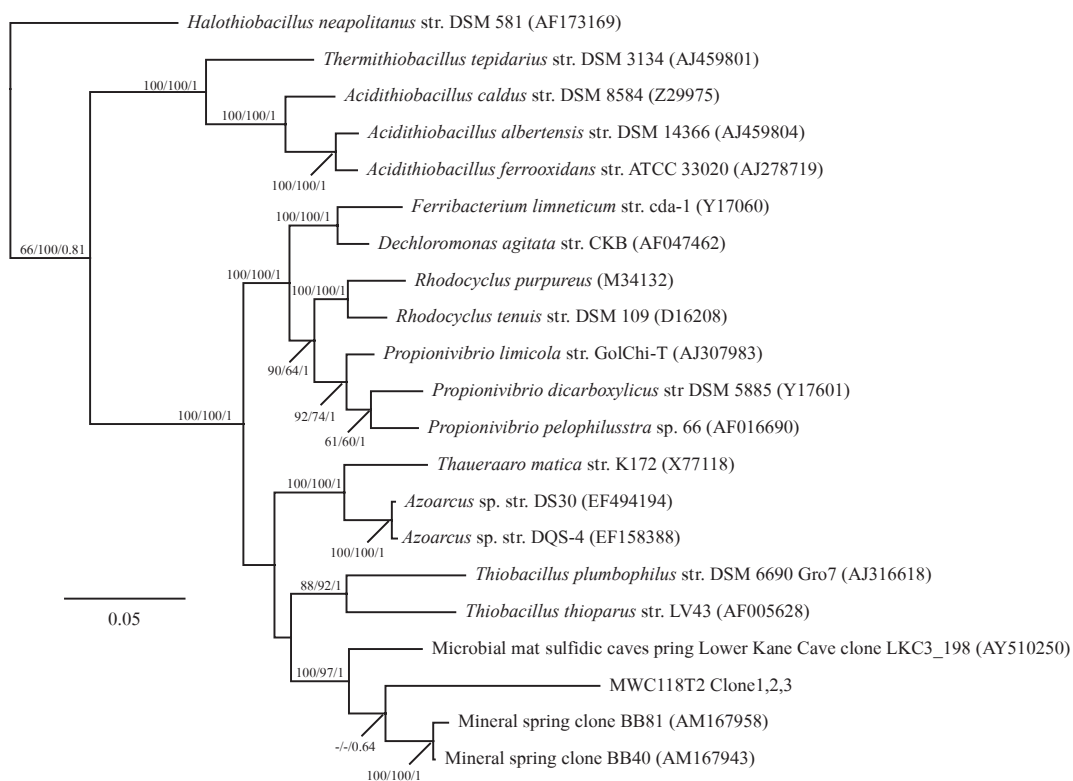 Halothiobacillus neapolitanus str. DSM 581 (AF173169)
Thermithiobacillus tepidarius str. DSM 3134 (AJ459801)
100/100/1
Acidithiobacillus caldus str. DSM 8584 (Z29975)
100/100/1
Acidithiobacillus albertensis str. DSM 14366 (AJ459804)
Acidithiobacillus ferrooxidans str. ATCC 33020 (AJ278719)
100/100/1
Ferribacterium limneticum str. cda-1 (Y17060)
100/100/1
Dechloromonas agitata str. CKB (AF047462)
66/100/0.81
100/100/1
Rhodocyclus purpureus (M34132)
100/100/1
Rhodocyclus tenuis str. DSM 109 (D16208)
Propionivibrio limicola str. GolChi-T (AJ307983)
90/64/1
Propionivibrio dicarboxylicus str DSM 5885 (Y17601)
92/74/1
100/100/1
Propionivibrio pelophilusstra sp. 66 (AF016690)
61/60/1
Thaueraaro matica str. K172 (X77118)
100/100/1
Azoarcus sp. str. DS30 (EF494194)
Azoarcus sp. str. DQS-4 (EF158388)
100/100/1
Thiobacillus plumbophilus str. DSM 6690 Gro7 (AJ316618)
88/92/1
Thiobacillus thioparus str. LV43 (AF005628)
0.05
Microbial mat sulfidic caves pring Lower Kane Cave clone LKC3_198 (AY510250)
100/97/1
MWC118T2 Clone1,2,3
Mineral spring clone BB81 (AM167958)
-/-/0.64
Mineral spring clone BB40 (AM167943)
100/100/1